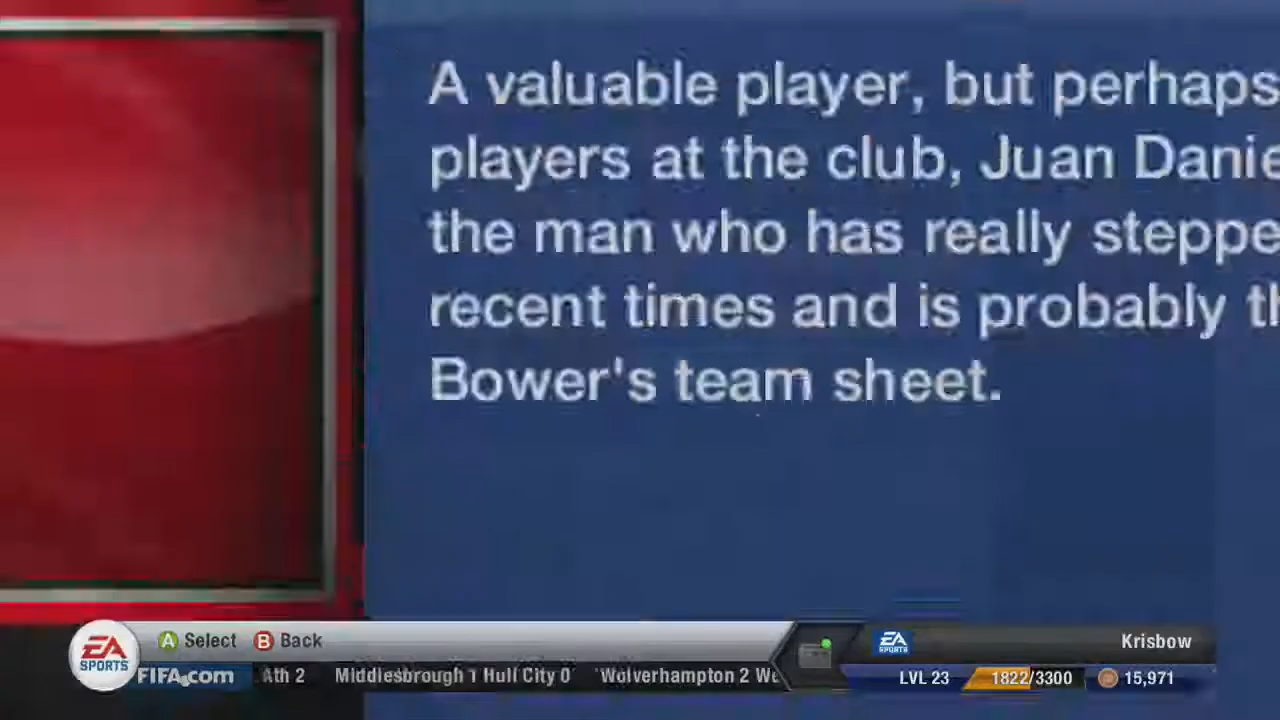 A valuable player, but perhaps
players at the club, Juan Danie
the man who has really steppe
recent times and is probably th
Bower's team sheet.
EA SPORTS
A Select B Back
EA SPORTS
Krisbow
FIFA.com
Ath 2 Middlesbrough 1 Hull City 0 Wolverhampton 2 We
LVL 23 1822/3300 15,971